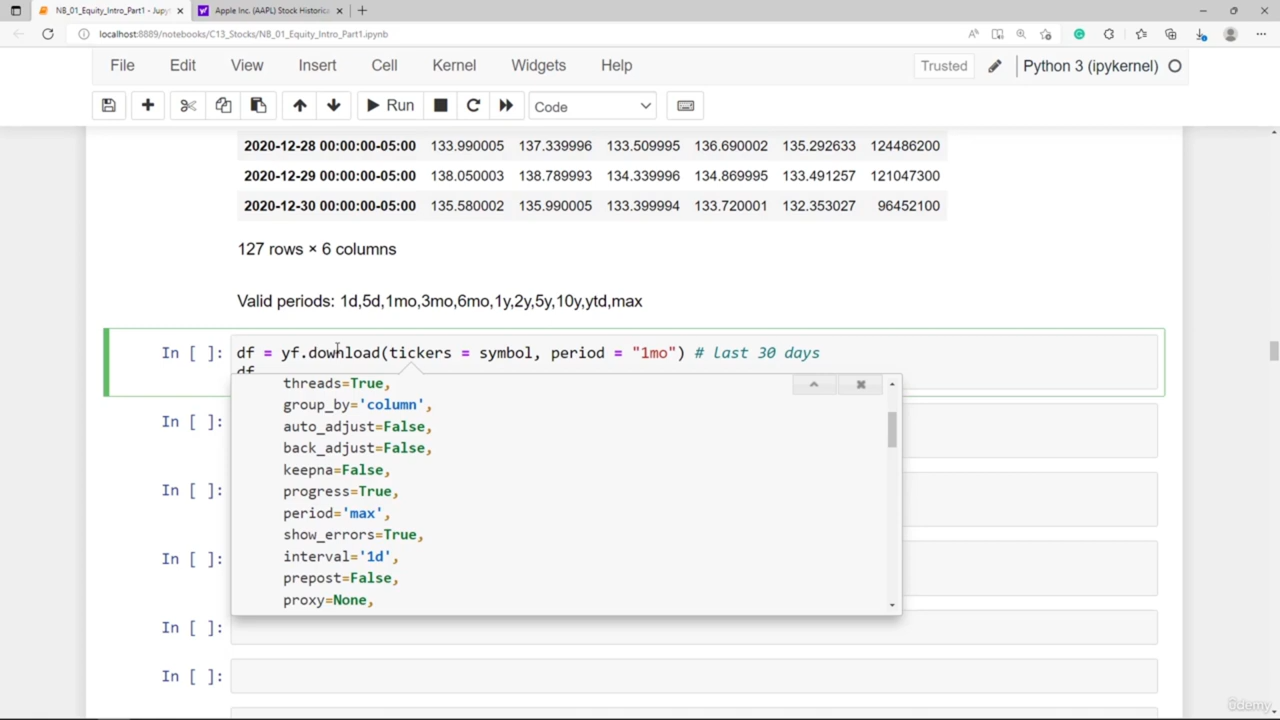 NB_01_Equity_Intro_Part1 - Jupyt
Apple Inc. (AAPL) Stock Historica
localhost:8889/notebooks/C13_Stocks/NB_01_Equity_Intro_Part1.ipynb
File Edit View Insert Cell Kernel Widgets Help Trusted Python 3 (ipykernel)
Run Code
2020-12-28 00:00:00-05:00 133.990005 137.339996 133.509995 136.690002 135.292633 124486200
2020-12-29 00:00:00-05:00 138.050003 138.789993 134.339996 134.869995 133.491257 121047300
2020-12-30 00:00:00-05:00 135.580002 135.990005 133.399994 133.720001 132.353027 96452100
127 rows × 6 columns
Valid periods: 1d,5d,1mo,3mo,6mo,1y,2y,5y,10y,ytd,max
In [ ]: df = yf.download(tickers = symbol, period = "1mo") # last 30 days
df
threads=True,
group_by='column',
auto_adjust=False,
In [ ]:
back_adjust=False,
keepna=False,
progress=True,
In [ ]:
period='max',
show_errors=True,
interval='1d',
In [ ]:
prepost=False,
proxy=None,
In [ ]:
In [ ]:
ûdemy